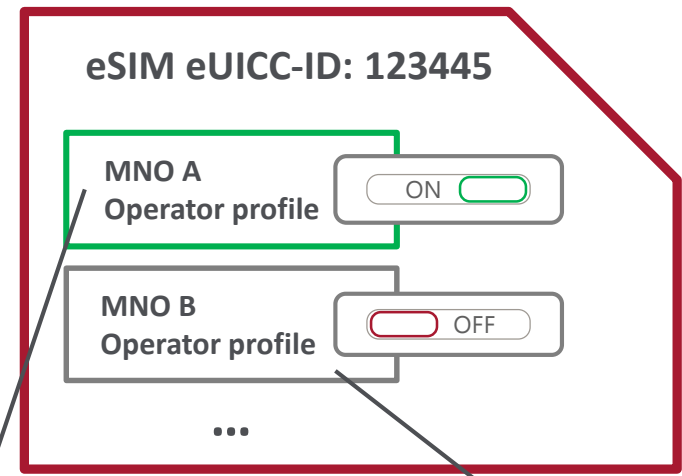 eSIM eUICC-ID: 123445
MNO A
Operator profile
ON
MNO B
Operator profile
OFF
...